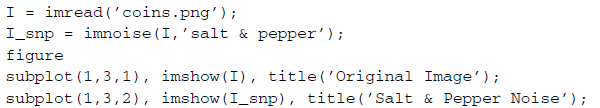 I = imread('coins.png');
I_snp = imnoise(I,'salt & pepper');
figure
subplot(1,3,1), imshow(I), title('Original Image');
subplot(1,3,2), imshow(I_snp), title('Salt & Pepper Noise');